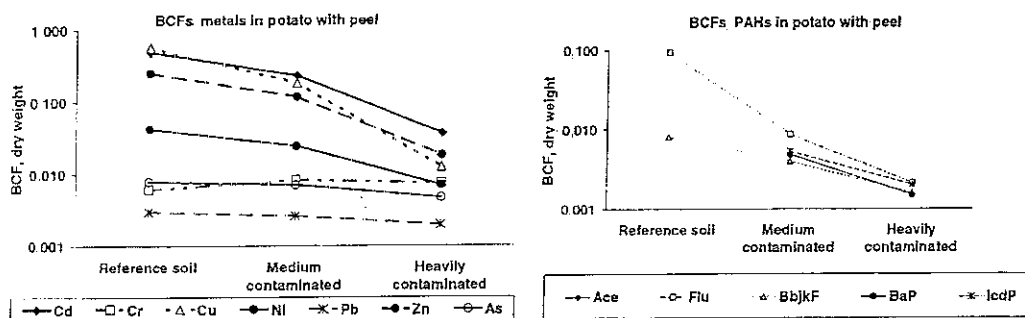 BCFs, metals in potato with peel
1 000
0 100
0 010
0 001
BCF, dry weight
Reference soil
Medium contaminated
Heavily contaminated
Cd
Cr
Cu
Ni
Pb
Zn
As
BCFs PAHs in potato with peel
0.100
0.010
0.001
BCF, dry weight
Reference soil
Medium contaminated
Heavily contaminated
Ace
Flu
BbjkF
BaP
IcdP